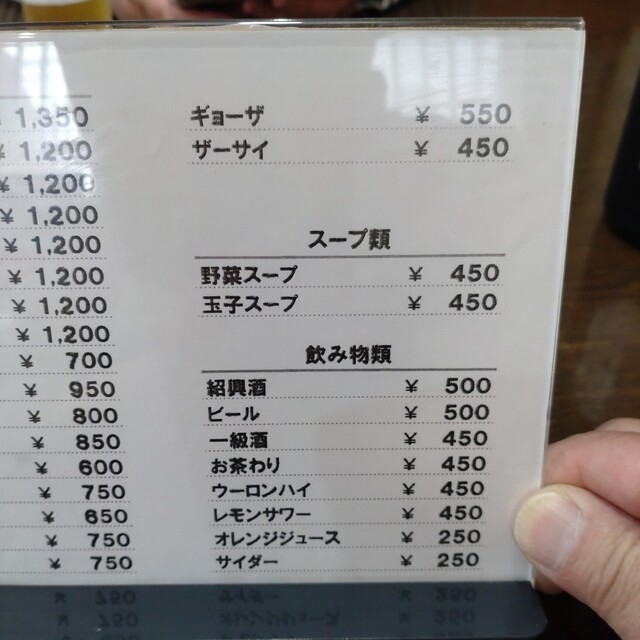 ¥ 1,350
¥ 1,200
¥ 1,200
¥ 1,200
¥ 1,200
¥ 1,200
¥ 1,200
¥ 1,200
¥ 700
¥ 950
¥ 800
¥ 850
¥ 600
¥ 750
¥ 650
¥ 750
¥ 750
ギョーザ ¥ 550
ザーサイ ¥ 450
スープ類
野菜スープ ¥ 450
玉子スープ ¥ 450
飲み物類
紹興酒 ¥ 500
ビール ¥ 500
一級酒 ¥ 450
お茶わり ¥ 450
ウーロンハイ ¥ 450
レモンサワー ¥ 450
オレンジジュース ¥ 250
サイダー ¥ 250